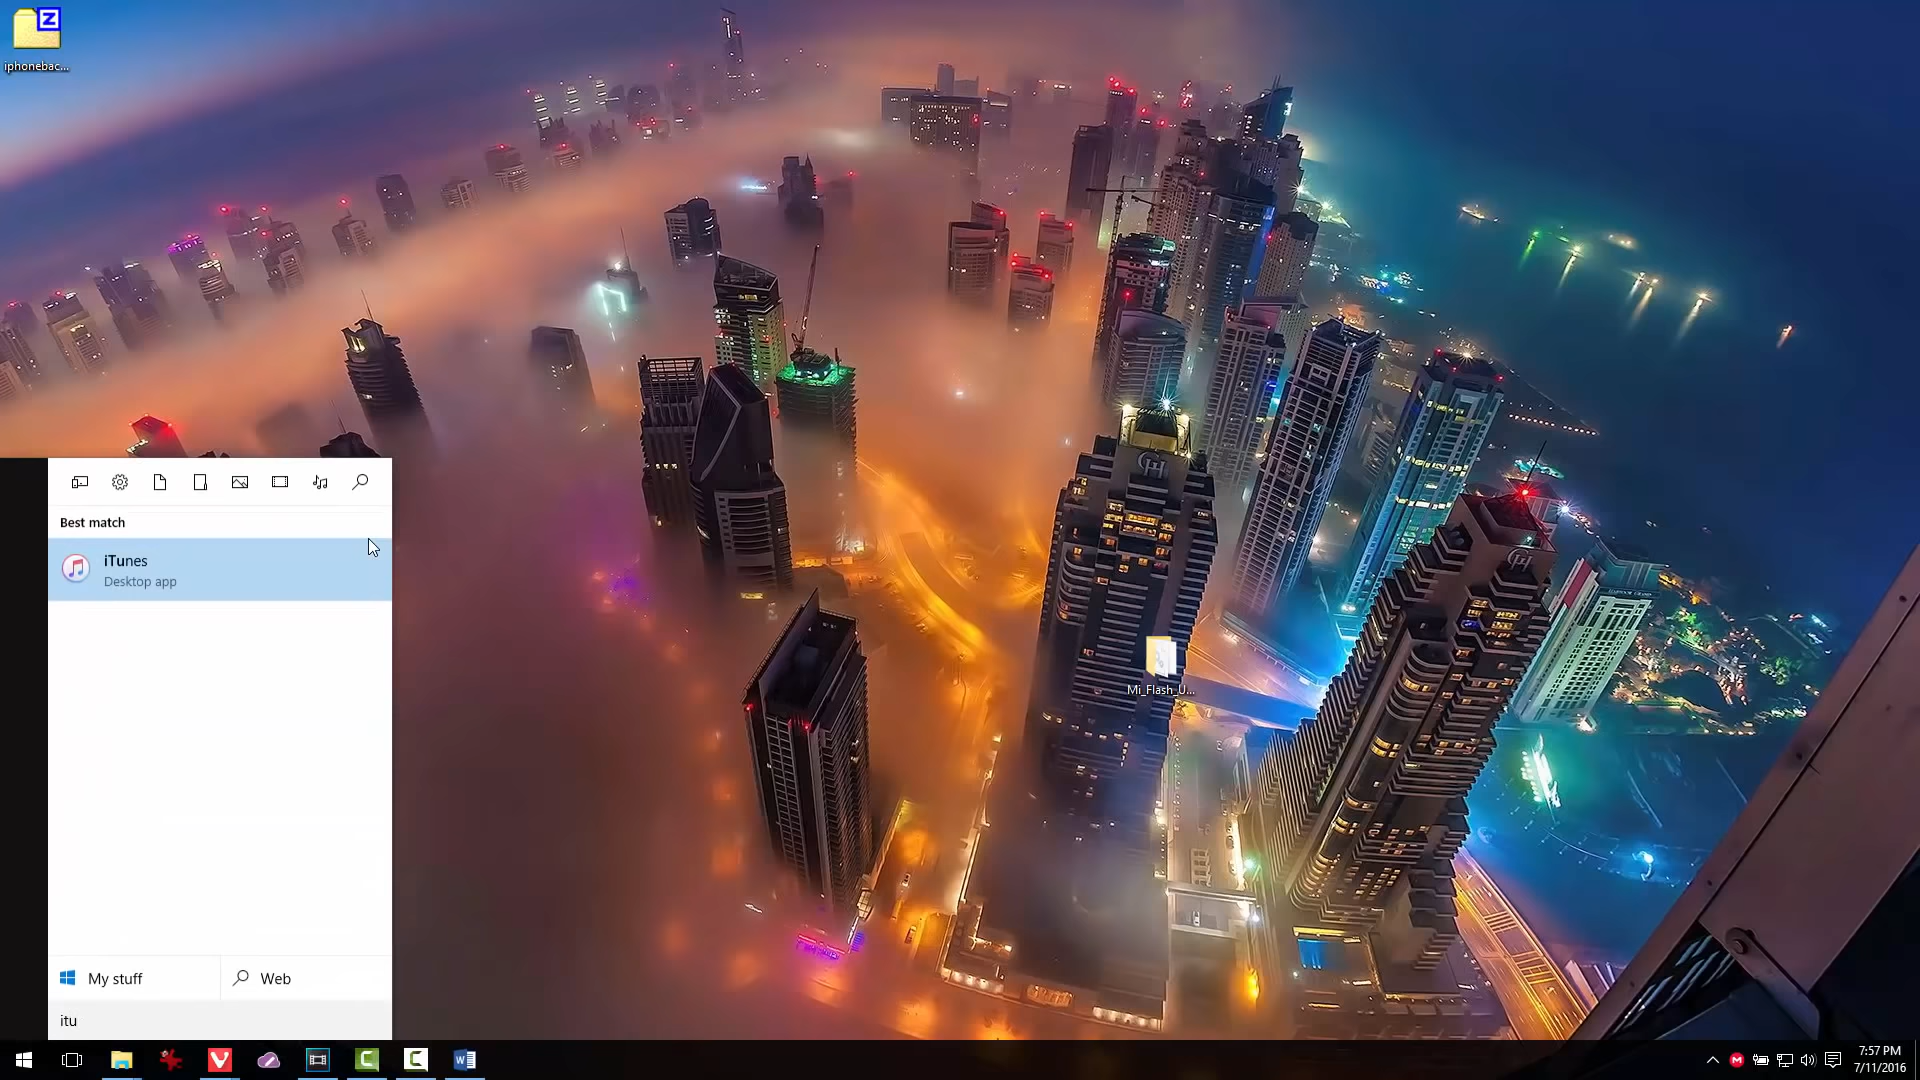 Z
iphonebac...
Best match
iTunes
Desktop app
Mi_Flash_U...
My stuff
Web
itu
7:57 PM
7/11/2016